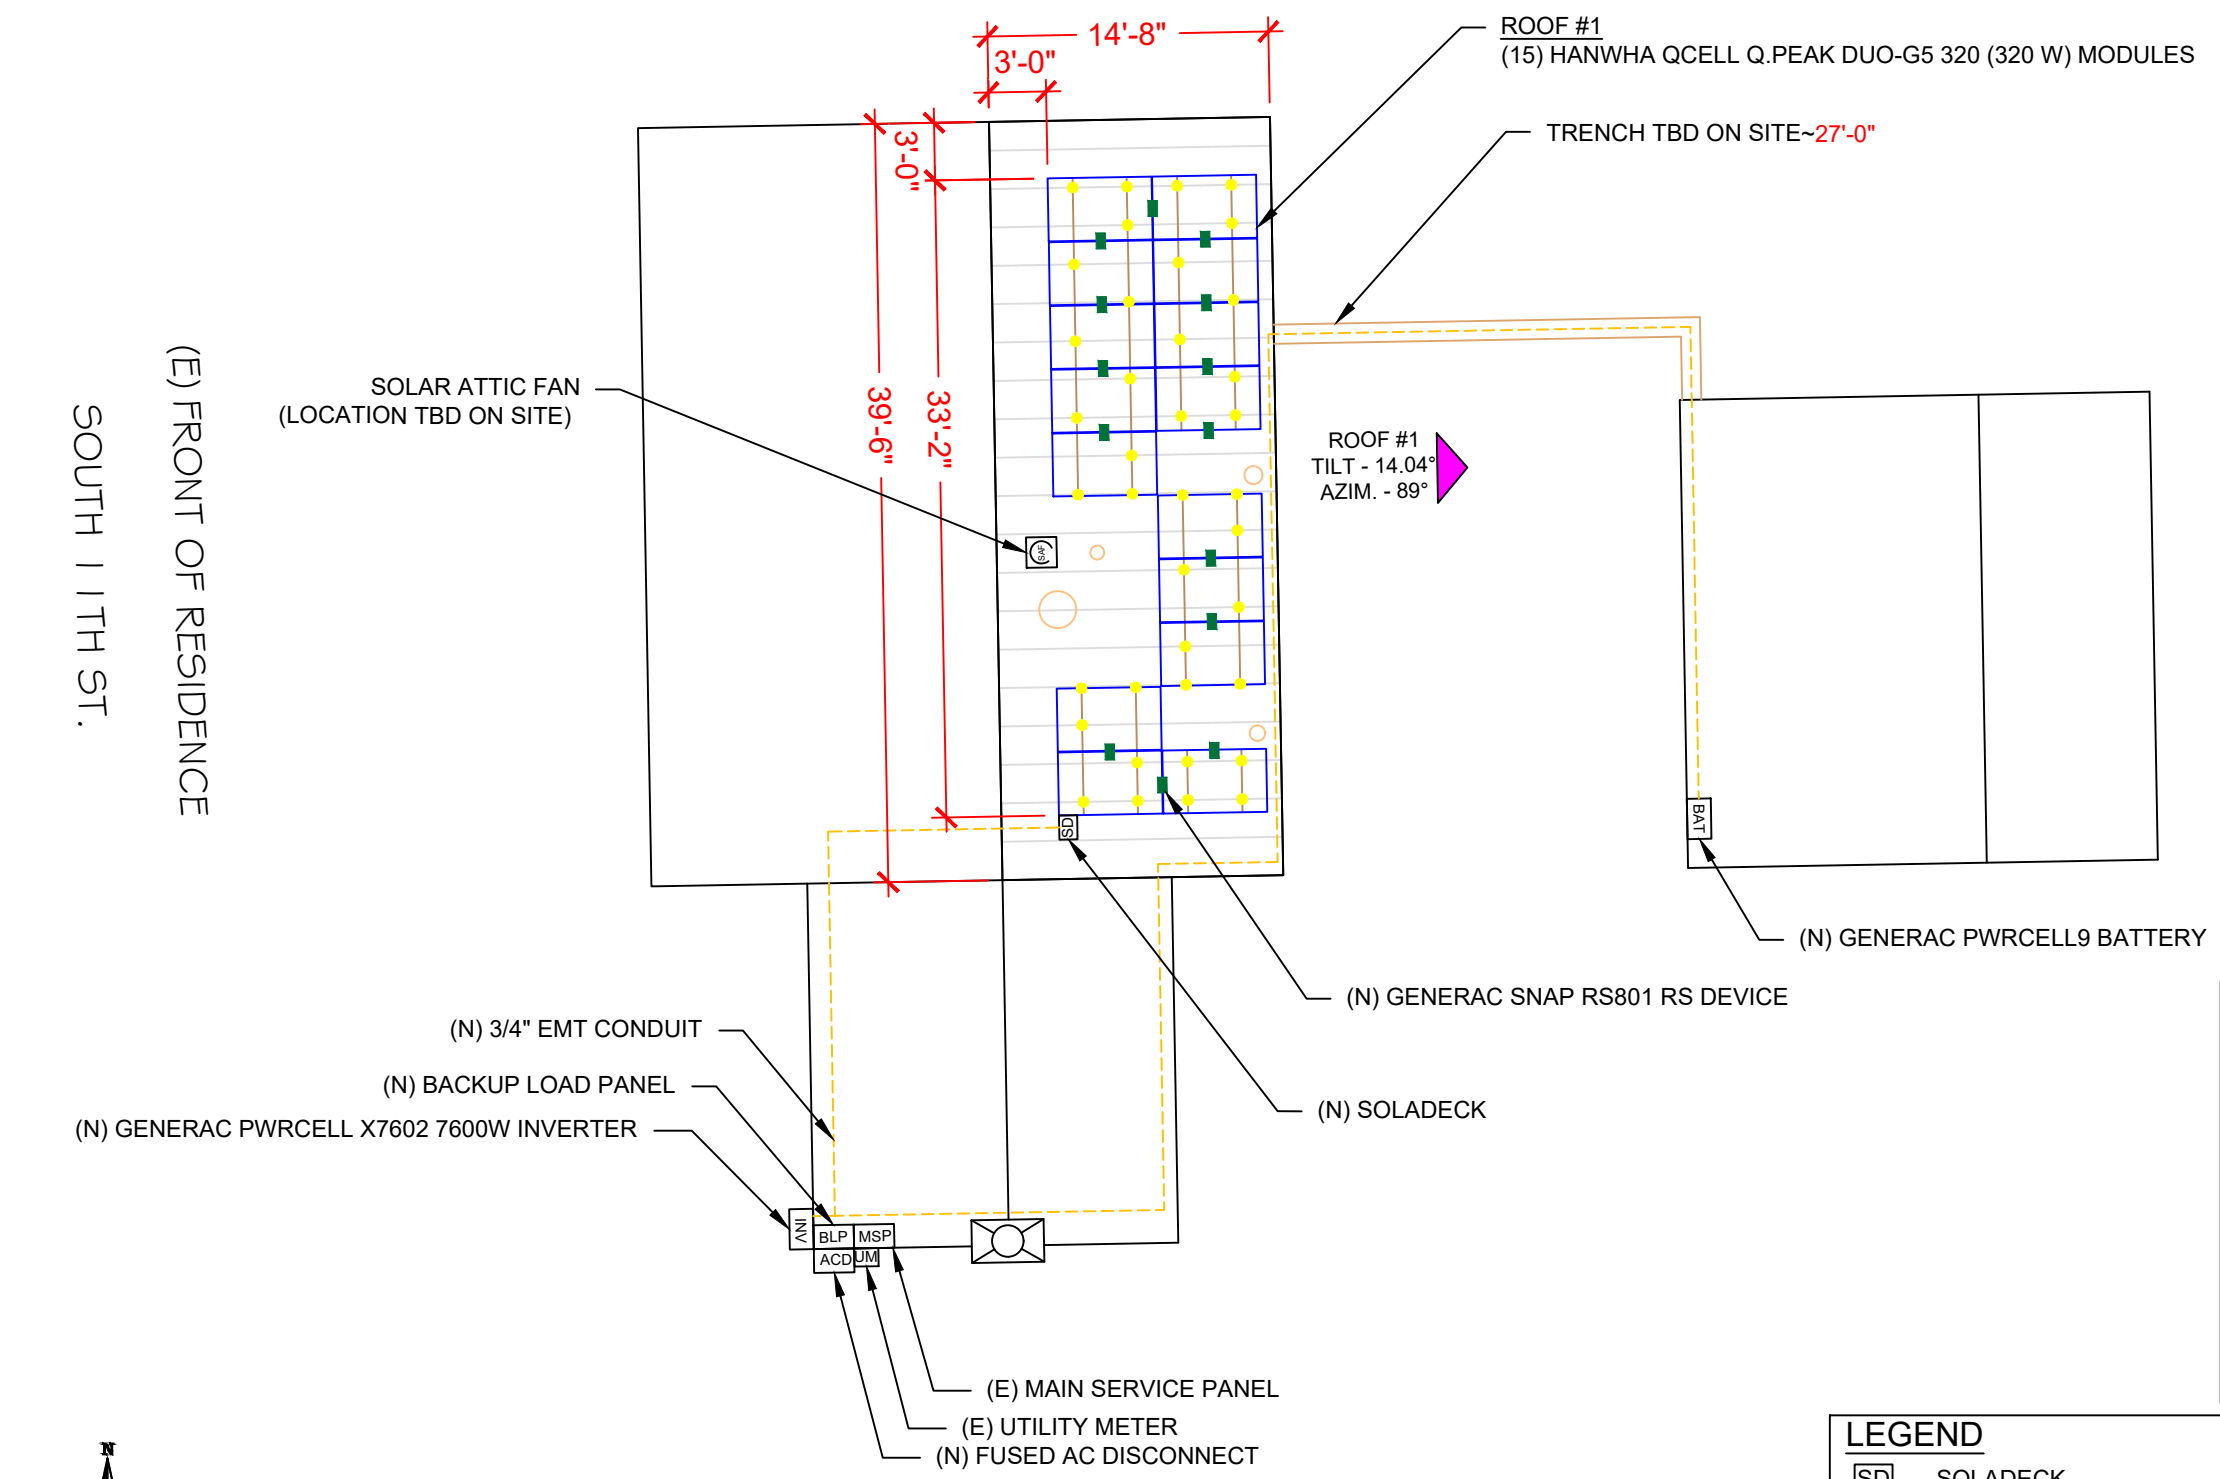 14'-8"
3'-0"
ROOF #1
(15) HANWHA QCELL Q.PEAK DUO-G5 320 (320 W) MODULES
TRENCH TBD ON SITE~27'-0"
3'-0"
39'-6"
33'-2"
SOLAR ATTIC FAN
(LOCATION TBD ON SITE)
(E) FRONT OF RESIDENCE
SOUTH 11TH ST.
ROOF #1
TILT - 14.04°
AZIM. - 89°
SAF
SD
BAT
(N) GENERAC PWRCELL9 BATTERY
(N) GENERAC SNAP RS801 RS DEVICE
(N) 3/4" EMT CONDUIT
(N) BACKUP LOAD PANEL
(N) GENERAC PWRCELL X7602 7600W INVERTER
(N) SOLADECK
INV
BLP
MSP
ACD
UM
(E) MAIN SERVICE PANEL
(E) UTILITY METER
(N) FUSED AC DISCONNECT
N
LEGEND
SD SOLADECK